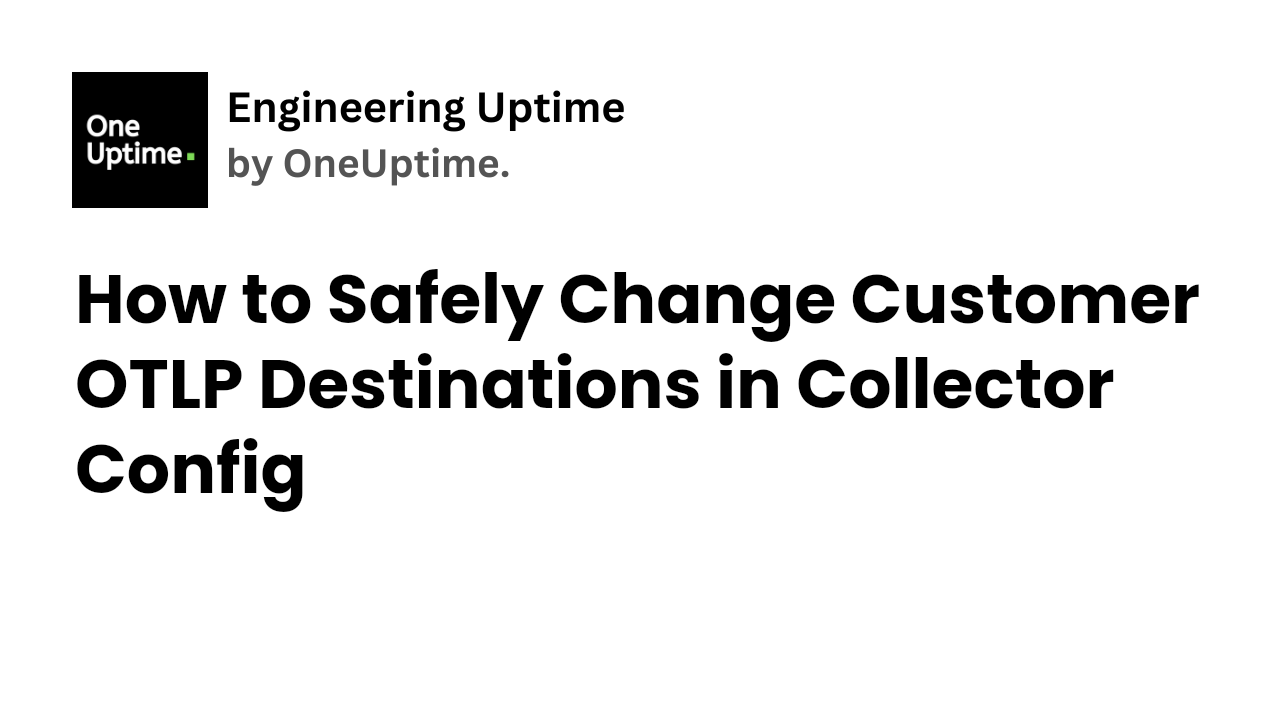 One
Uptime.
Engineering Uptime
by OneUptime.
How to Safely Change Customer
OTLP Destinations in Collector
Config